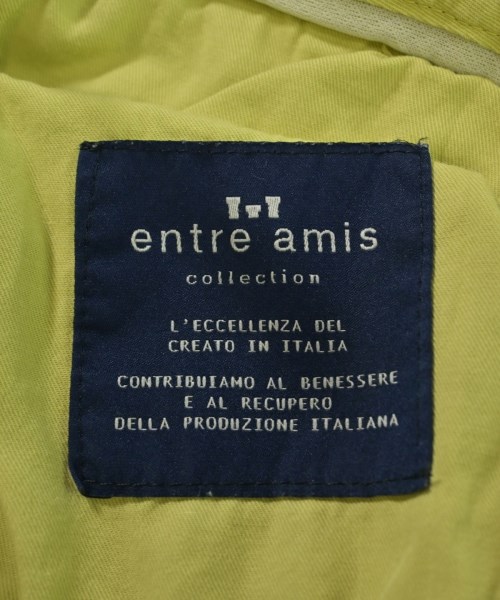 entre amis
collection
L'ECCELLENZA DEL
CREATO IN ITALIA
CONTRIBUIAMO AL BENESSERE
E AL RECUPERO
DELLA PRODUZIONE ITALIANA